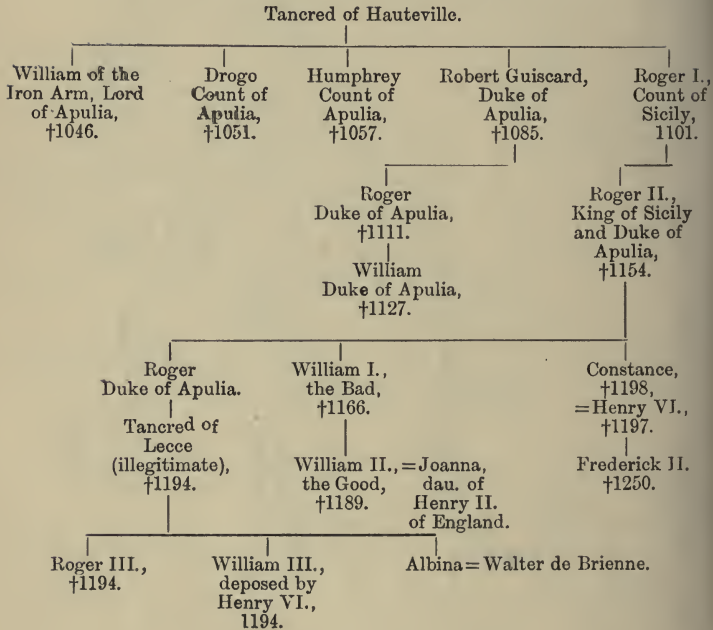 Tancred of Hauteville.
William of the
Iron Arm, Lord
of Apulia,
†1046.
Drogo
Count of
Apulia,
†1051.
Humphrey
Count of
Apulia,
†1057.
Robert Guiscard,
Duke of
Apulia,
†1085.
Roger I.,
Count of
Sicily,
1101.
Roger
Duke of Apulia,
†1111.
William
Duke of Apulia,
†1127.
Roger II.,
King of Sicily
and Duke of
Apulia,
†1154.
Roger
Duke of Apulia.
Tancred of
Lecce
(illegitimate),
†1194.
William I.,
the Bad,
†1166.
William II.,=Joanna,
the Good, dau. of
†1189. Henry II.
of England.
Constance,
†1198,
=Henry VI.,
†1197.
Frederick II.
†1250.
Roger III.,
†1194.
William III.,
deposed by
Henry VI.,
1194.
Albina=Walter de Brienne.